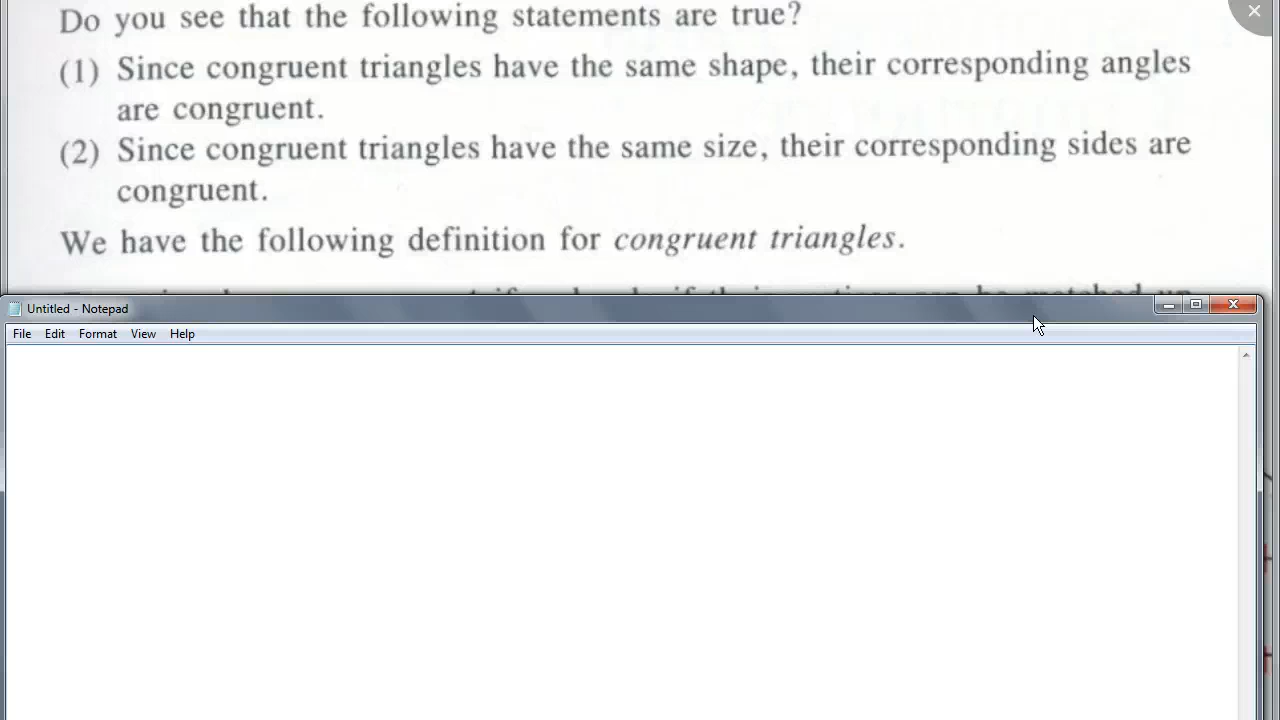 Do you see that the following statements are true?
(1) Since congruent triangles have the same shape, their corresponding angles
are congruent.
(2) Since congruent triangles have the same size, their corresponding sides are
congruent.
We have the following definition for congruent triangles.
Untitled - Notepad
File Edit Format View Help